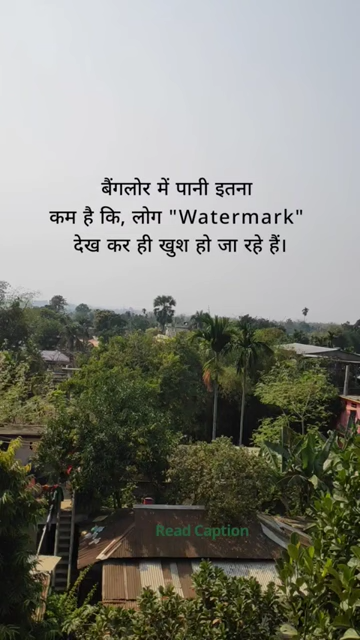 बैंगलोर में पानी इतना
कम है कि, लोग "Watermark"
देख कर ही खुश हो जा रहे हैं।
Read Caption